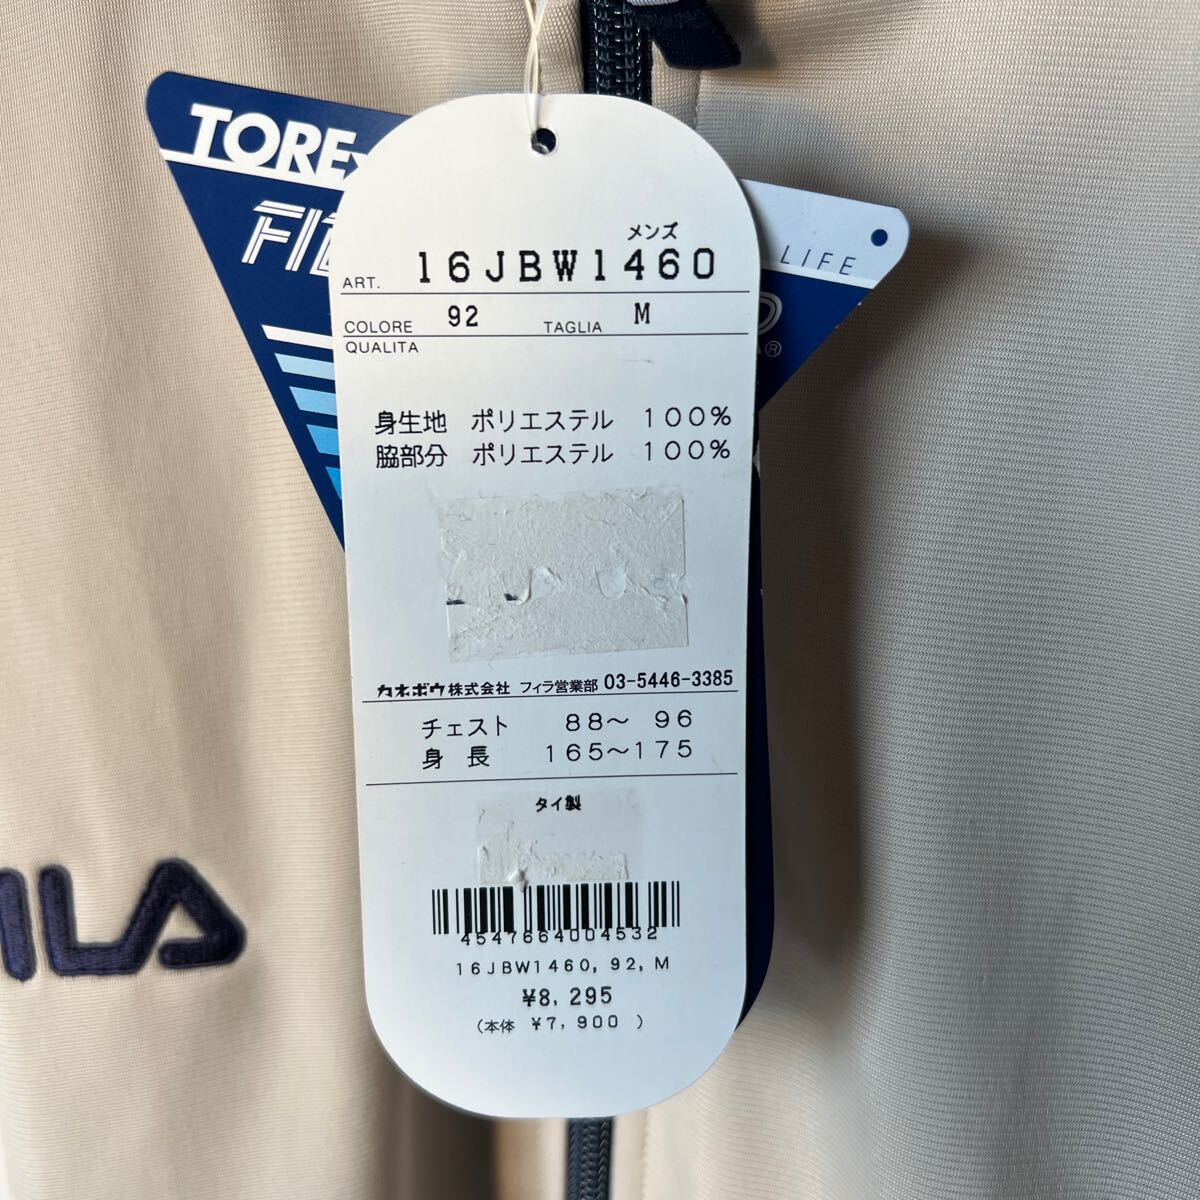 TORE
メンズ
ART. 16JBW1460
LIFE
COLORE 92 TAGLIA M
QUALITA
身生地 ポリエステル 100%
脇部分 ポリエステル 100%
カネボウ株式会社 フィラ営業部 03-5446-3385
チェスト 88～ 96
身 長 165～175
タイ製
ILA
4547664004532
16JBW1460, 92, M
¥8,295
(本体 ¥7,900 )